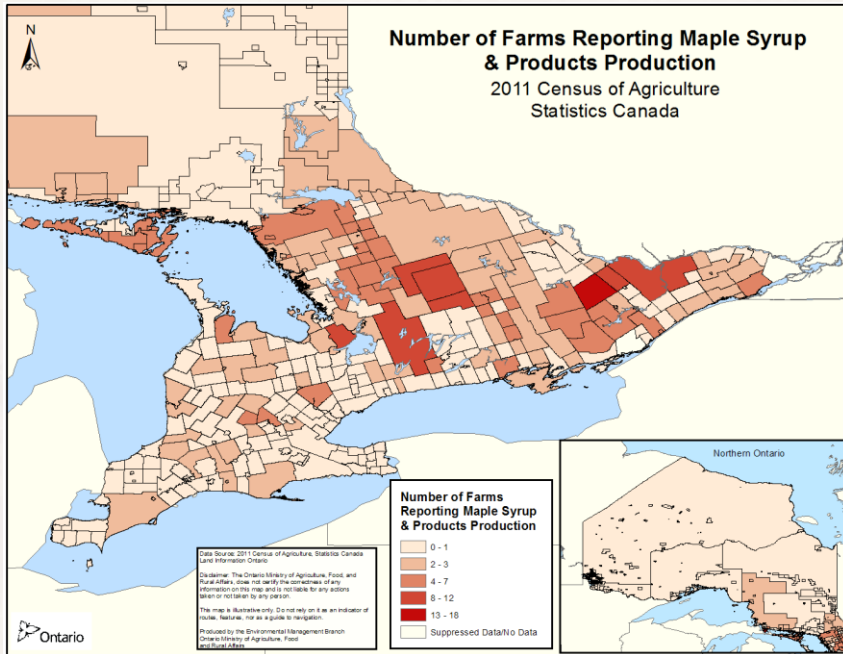 N
Number of Farms Reporting Maple Syrup
& Products Production
2011 Census of Agriculture
Statistics Canada
Northern Ontario
Number of Farms
Reporting Maple Syrup
& Products Production
0 - 1
2 - 3
4 - 7
8 - 12
13 - 18
Suppressed Data/No Data
Data Source: 2011 Census of Agriculture, Statistics Canada
Land Information Ontario
Disclaimer: The Ontario Ministry of Agriculture, Food, and
Rural Affairs, does not certify the correctness of any
information on this map and is not liable for any actions
taken or not taken by any person.
This map is illustrative only. Do not rely on it as an indicator of
routes, features, nor as a guide to navigation.
Produced by the Environmental Management Branch
Ontario Ministry of Agriculture, Food
and Rural Affairs
Ontario